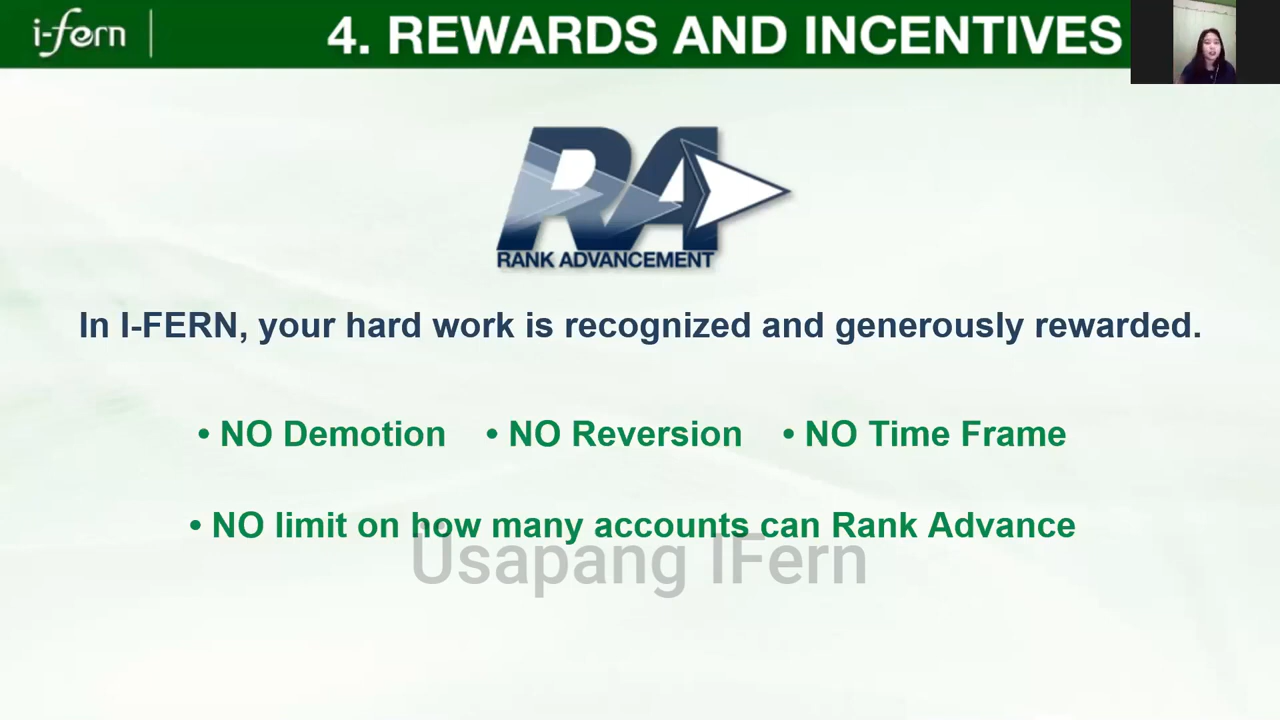 i-fern
4. REWARDS AND INCENTIVES
RA
RANK ADVANCEMENT
In I-FERN, your hard work is recognized and generously rewarded.
• NO Demotion • NO Reversion • NO Time Frame
• NO limit on how many accounts can Rank Advance
Usapang IFern